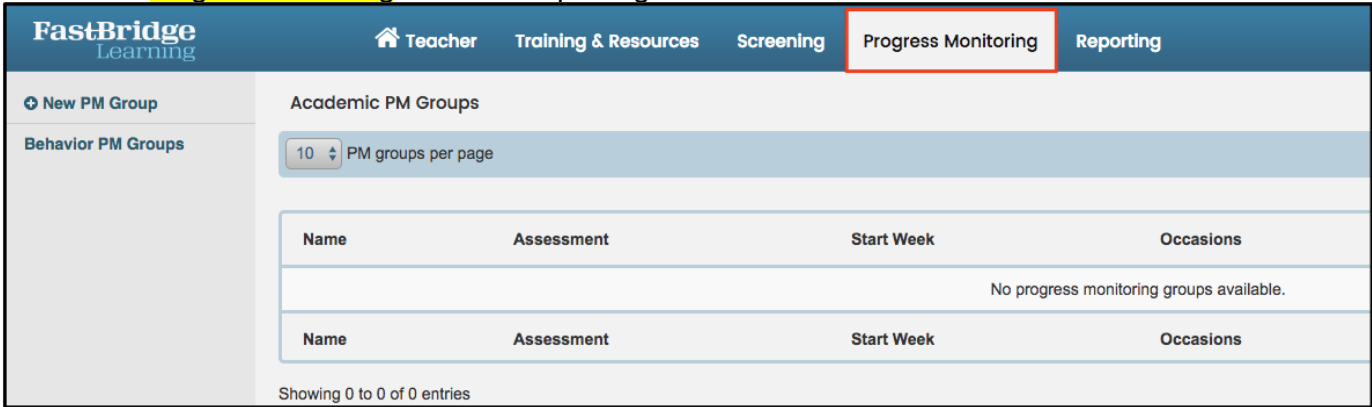 FastBridge
Learning
Teacher Training & Resources Screening Progress Monitoring Reporting
New PM Group
Behavior PM Groups
Academic PM Groups
10 PM groups per page
Name Assessment Start Week Occasions
No progress monitoring groups available.
Name Assessment Start Week Occasions
Showing 0 to 0 of 0 entries